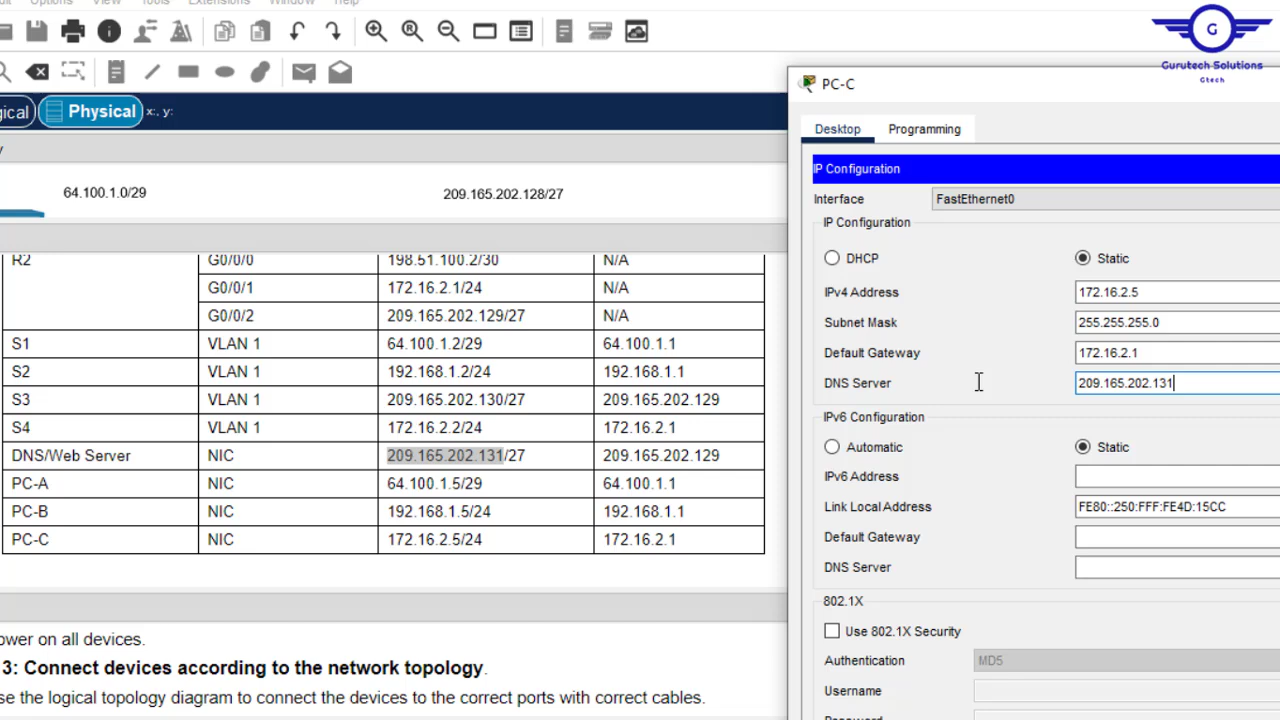 Options View Tools Extensions Window Help
G
Gurutech Solutions
Gtech
gical Physical x:, y:
y
64.100.1.0/29 209.165.202.128/27
R2 G0/0/0 198.51.100.2/30 N/A
G0/0/1 172.16.2.1/24 N/A
G0/0/2 209.165.202.129/27 N/A
S1 VLAN 1 64.100.1.2/29 64.100.1.1
S2 VLAN 1 192.168.1.2/24 192.168.1.1
S3 VLAN 1 209.165.202.130/27 209.165.202.129
S4 VLAN 1 172.16.2.2/24 172.16.2.1
DNS/Web Server NIC 209.165.202.131/27 209.165.202.129
PC-A NIC 64.100.1.5/29 64.100.1.1
PC-B NIC 192.168.1.5/24 192.168.1.1
PC-C NIC 172.16.2.5/24 172.16.2.1
ower on all devices.
3: Connect devices according to the network topology.
se the logical topology diagram to connect the devices to the correct ports with correct cables.
PC-C
Desktop Programming
IP Configuration
Interface FastEthernet0
IP Configuration
DHCP Static
IPv4 Address 172.16.2.5
Subnet Mask 255.255.255.0
Default Gateway 172.16.2.1
DNS Server 209.165.202.131
IPv6 Configuration
Automatic Static
IPv6 Address
Link Local Address FE80::250:FFF:FE4D:15CC
Default Gateway
DNS Server
802.1X
Use 802.1X Security
Authentication MD5
Username
Password